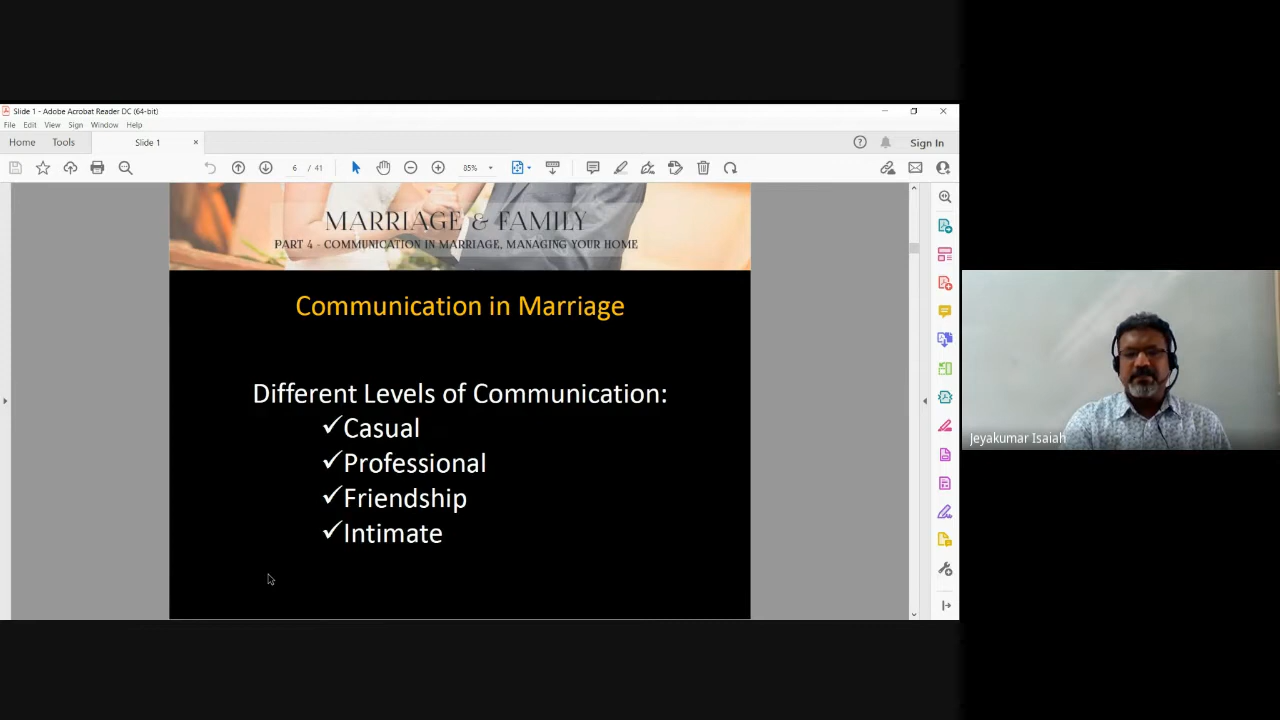 Slide 1 - Adobe Acrobat Reader DC (64-bit)
File Edit View Sign Window Help
Home Tools Slide 1 Sign In
6 / 41 85%
MARRIAGE & FAMILY
PART 4 - COMMUNICATION IN MARRIAGE, MANAGING YOUR HOME
Communication in Marriage
Different Levels of Communication:
✓Casual
✓Professional
✓Friendship
✓Intimate
Jeyakumar Isaiah